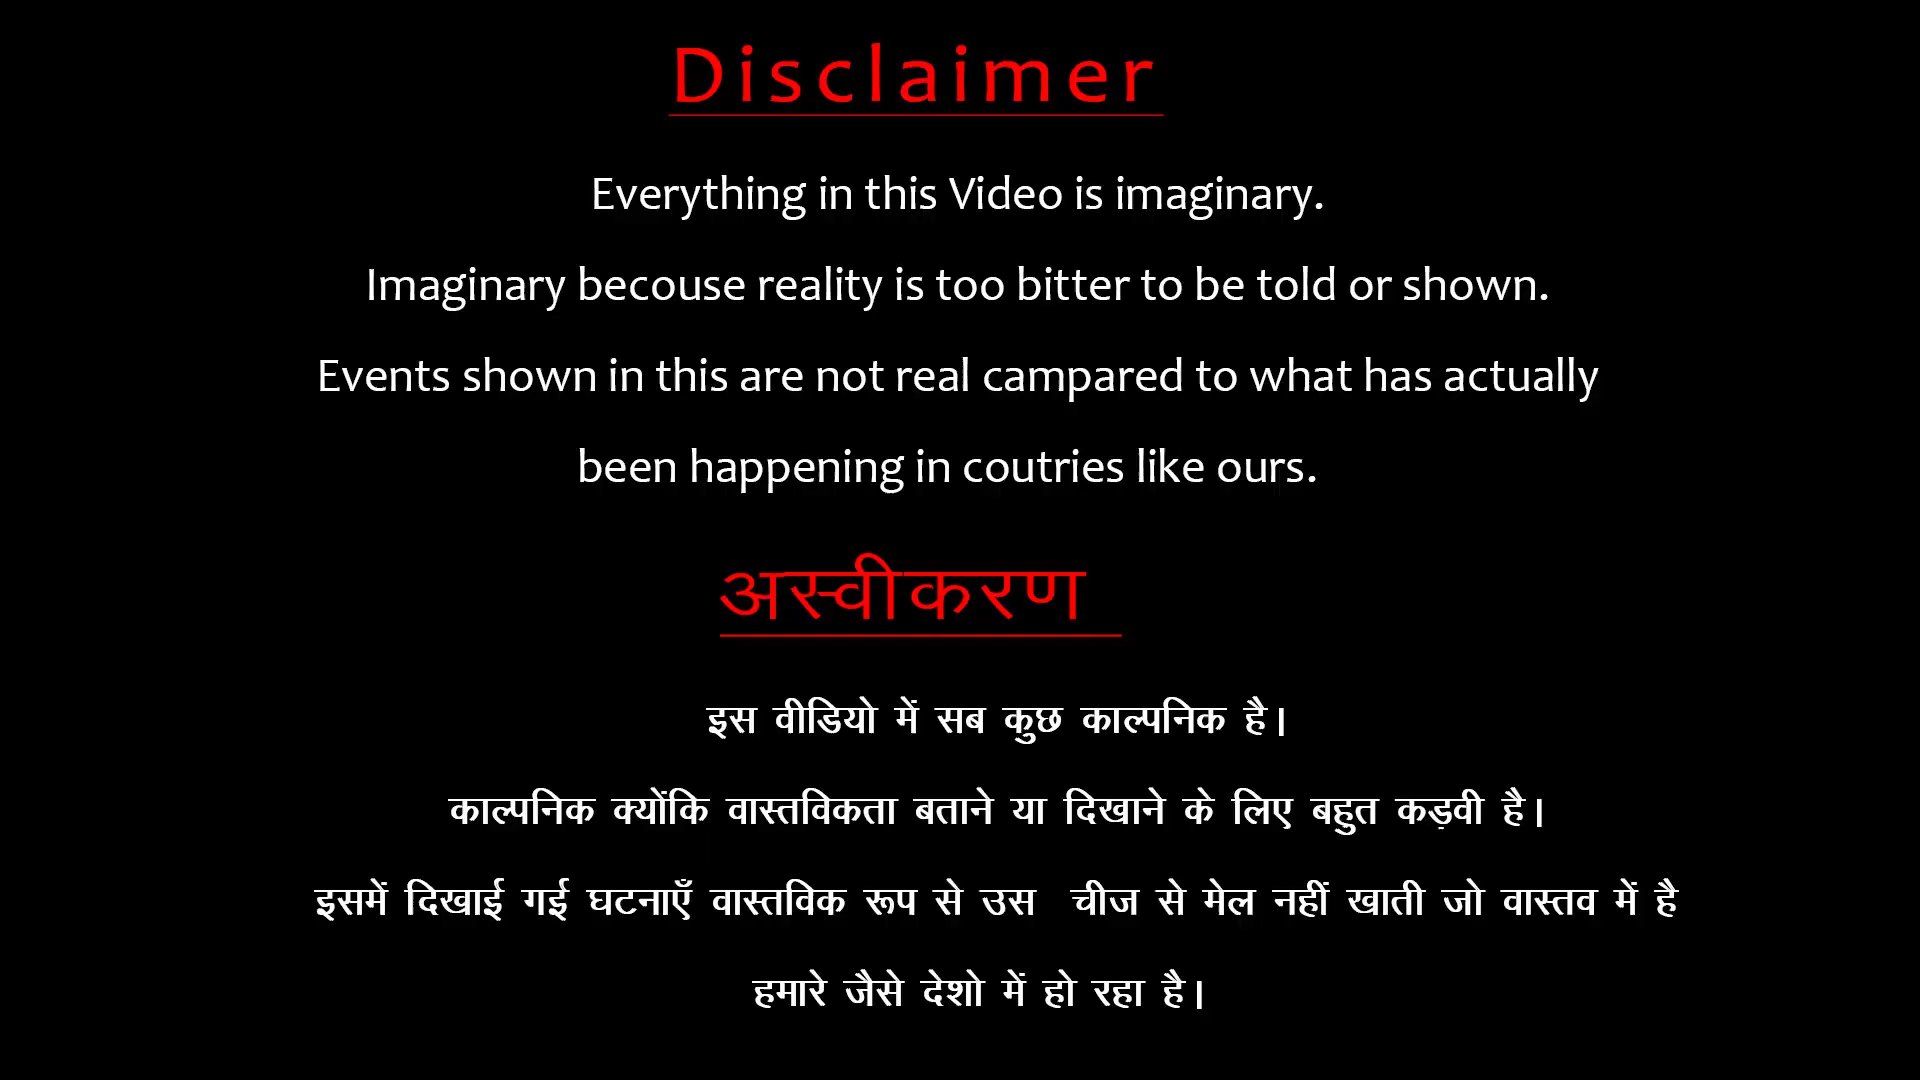 Disclaimer
Everything in this Video is imaginary.
Imaginary becouse reality is too bitter to be told or shown.
Events shown in this are not real campared to what has actually
been happening in coutries like ours.
अस्वीकरण
इस वीडियो में सब कुछ काल्पनिक है।
काल्पनिक क्योंकि वास्तविकता बताने या दिखाने के लिए बहुत कड़वी है।
इसमें दिखाई गई घटनाएँ वास्तविक रूप से उस चीज से मेल नहीं खाती जो वास्तव में है
हमारे जैसे देशो में हो रहा है।